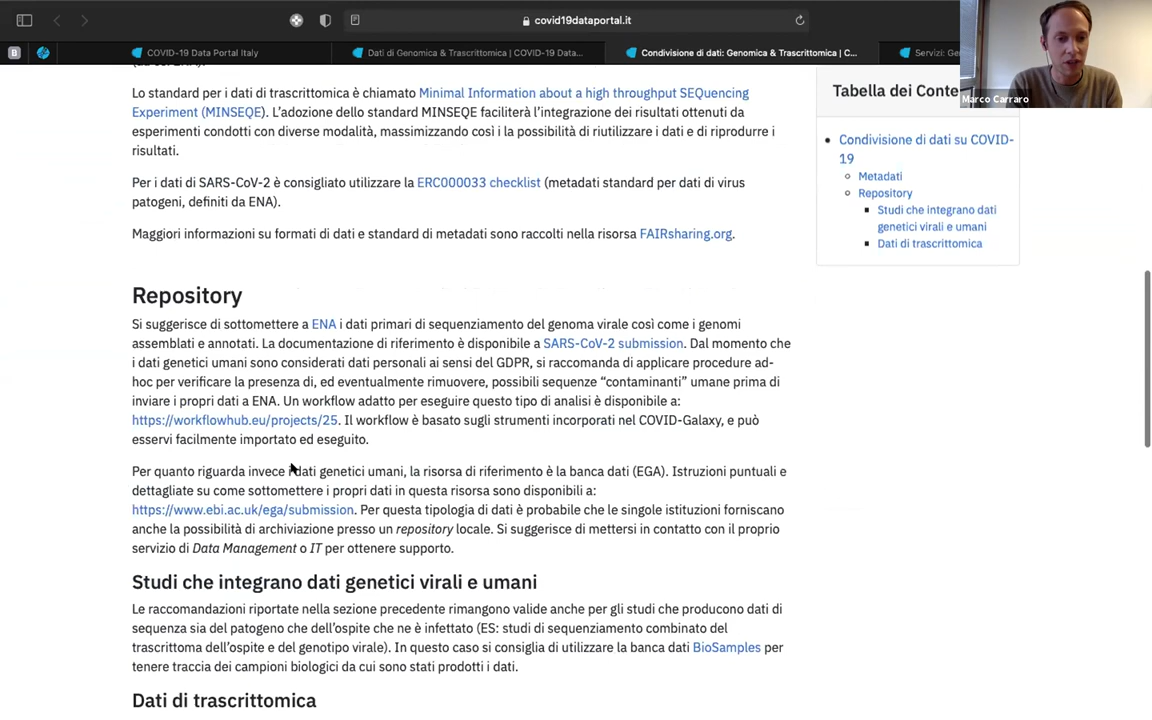 covid19dataportal.it
B
COVID-19 Data Portal Italy
Dati di Genomica & Trascrittomica | COVID-19 Data...
Condivisione di dati: Genomica & Trascrittomica | C...
Servizi: Ge
Marco Carraro
Lo standard per i dati di trascrittomica è chiamato Minimal Information about a high throughput SEQuencing
Experiment (MINSEQE). L'adozione dello standard MINSEQE faciliterà l'integrazione dei risultati ottenuti da
esperimenti condotti con diverse modalità, massimizzando così i la possibilità di riutilizzare i dati e di riprodurre i
risultati.
Per i dati di SARS-CoV-2 è consigliato utilizzare la ERC000033 checklist (metadati standard per dati di virus
patogeni, definiti da ENA).
Maggiori informazioni su formati di dati e standard di metadati sono raccolti nella risorsa FAIRsharing.org.
Repository
Si suggerisce di sottomettere a ENA i dati primari di sequenziamento del genoma virale così come i genomi
assemblati e annotati. La documentazione di riferimento è disponibile a SARS-CoV-2 submission. Dal momento che
i dati genetici umani sono considerati dati personali ai sensi del GDPR, si raccomanda di applicare procedure ad-
hoc per verificare la presenza di, ed eventualmente rimuovere, possibili sequenze "contaminanti" umane prima di
inviare i propri dati a ENA. Un workflow adatto per eseguire questo tipo di analisi è disponibile a:
https://workflowhub.eu/projects/25. Il workflow è basato sugli strumenti incorporati nel COVID-Galaxy, e può
esservi facilmente importato ed eseguito.
Per quanto riguarda invece i dati genetici umani, la risorsa di riferimento è la banca dati (EGA). Istruzioni puntuali e
dettagliate su come sottomettere i propri dati in questa risorsa sono disponibili a:
https://www.ebi.ac.uk/ega/submission. Per questa tipologia di dati è probabile che le singole istituzioni forniscano
anche la possibilità di archiviazione presso un repository locale. Si suggerisce di mettersi in contatto con il proprio
servizio di Data Management o IT per ottenere supporto.
Studi che integrano dati genetici virali e umani
Le raccomandazioni riportate nella sezione precedente rimangono valide anche per gli studi che producono dati di
sequenza sia del patogeno che dell'ospite che ne è infettato (ES: studi di sequenziamento combinato del
trascrittoma dell'ospite e del genotipo virale). In questo caso si consiglia di utilizzare la banca dati BioSamples per
tenere traccia dei campioni biologici da cui sono stati prodotti i dati.
Dati di trascrittomica
Tabella dei Conte
Condivisione di dati su COVID-
19
Metadati
Repository
Studi che integrano dati
genetici virali e umani
Dati di trascrittomica